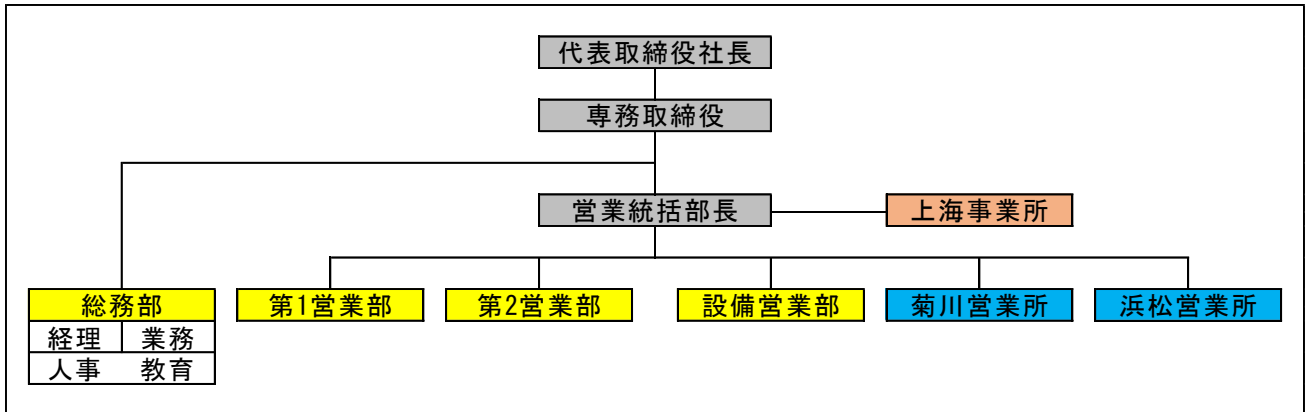 代表取締役社長
専務取締役
営業統括部長
上海事業所
総務部
第1営業部
第2営業部
設備営業部
菊川営業所
浜松営業所
経理 業務
人事 教育